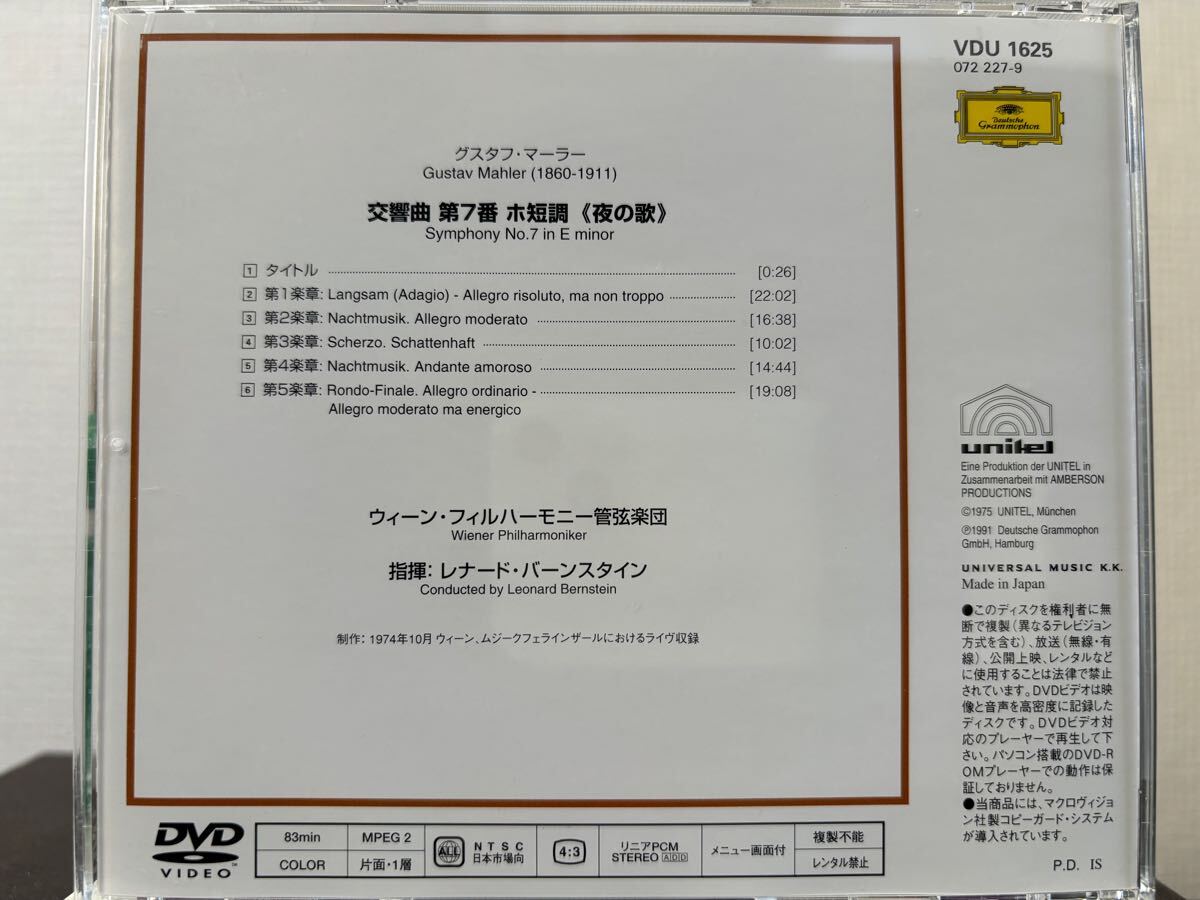 VDU 1625
072 227-9
Deutsche
Grammophon
グスタフ・マーラー
Gustav Mahler (1860-1911)
交響曲 第7番 ホ短調《夜の歌》
Symphony No.7 in E minor
1 タイトル [0:26]
2 第1楽章: Langsam (Adagio) - Allegro risoluto, ma non troppo [22:02]
3 第2楽章: Nachtmusik. Allegro moderato [16:38]
4 第3楽章: Scherzo. Schattenhaft [10:02]
5 第4楽章: Nachtmusik. Andante amoroso [14:44]
6 第5楽章: Rondo-Finale. Allegro ordinario - [19:08]
Allegro moderato ma energico
ウィーン・フィルハーモニー管弦楽団
Wiener Philharmoniker
指揮: レナード・バーンスタイン
Conducted by Leonard Bernstein
制作: 1974年10月 ウィーン、ムジークフェラインザールにおけるライヴ収録
unitel
Eine Produktion der UNITEL in
Zusammenarbeit mit AMBERSON
PRODUCTIONS
©1975 UNITEL, München
℗1991 Deutsche Grammophon
GmbH, Hamburg
UNIVERSAL MUSIC K.K.
Made in Japan
●このディスクを権利者に無
断で複製(異なるテレビジョン
方式を含む)、放送(無線・有
線)、公開上映、レンタルなど
に使用することは法律で禁止
されています。DVDビデオは映
像と音声を高密度に記録した
ディスクです。DVDビデオ対
応のプレーヤーで再生して下
さい。パソコン搭載のDVD-R
OMプレーヤーでの動作は保
証しておりません。
●当商品には、マクロヴィジョ
ン社製コピーガード・システム
が導入されています。
P.D. IS
DVD
VIDEO
83min
COLOR
MPEG 2
片面・1層
ALL
NTSC
日本市場向
4:3
リニアPCM
STEREO ADD
メニュー画面付
複製不能
レンタル禁止